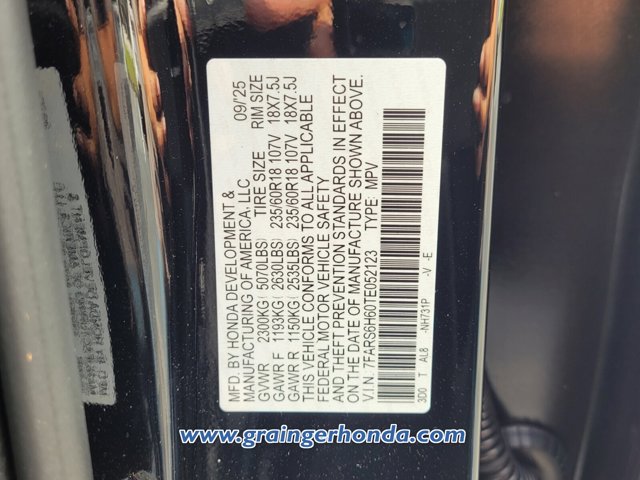 MFD. BY HONDA DEVELOPMENT &
MANUFACTURING OF AMERICA, LLC 09/'25
GVWR 2300KG (5070LBS) TIRE SIZE RIM SIZE
GAWR F 1193KG (2630LBS) 235/60R18 107V 18X7.5J
GAWR R 1150KG (2535LBS) 235/60R18 107V 18X7.5J
THIS VEHICLE CONFORMS TO ALL APPLICABLE
FEDERAL MOTOR VEHICLE SAFETY
AND THEFT PREVENTION STANDARDS IN EFFECT
ON THE DATE OF MANUFACTURE SHOWN ABOVE.
V.I.N. 7FARS6H60TE052123 TYPE: MPV
3D0 T AL8 -NH731P -V -E
www.graingerhonda.com